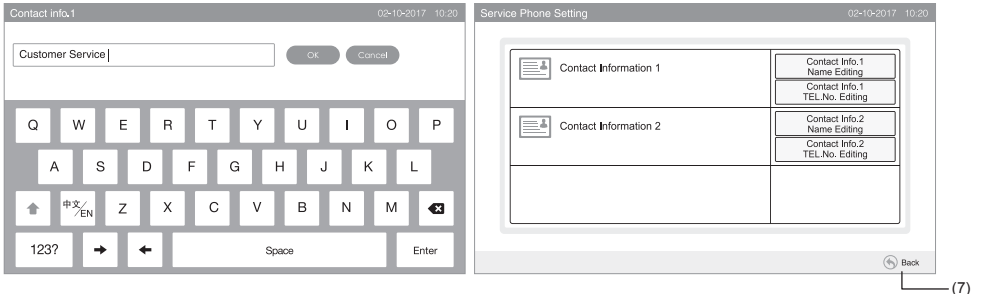 Contact info.1 02-10-2017 10:20
Customer Service
OK Cancel
Q W E R T Y U I O P
A S D F G H J K L
中文/EN Z X C V B N M
123? Space Enter
Service Phone Setting 02-10-2017 10:20
Contact Information 1
Contact Info.1
Name Editing
Contact Info.1
TEL.No. Editing
Contact Information 2
Contact Info.2
Name Editing
Contact Info.2
TEL.No. Editing
Back
(7)